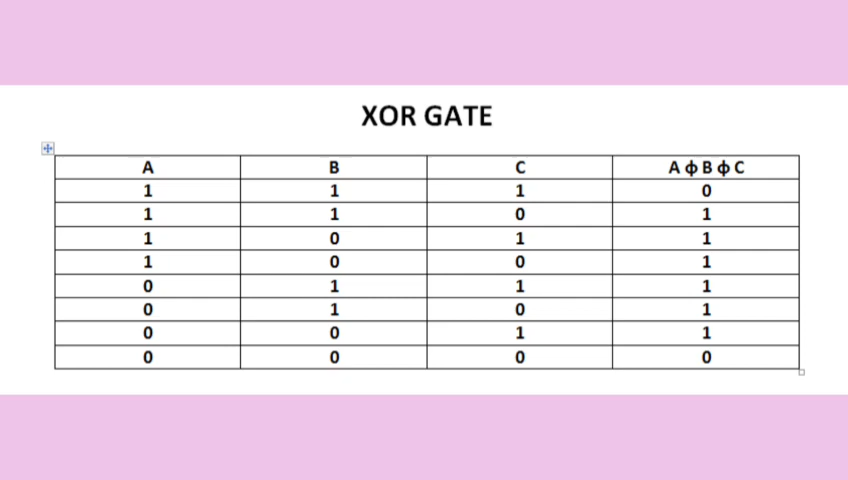 XOR GATE
A B C A ϕ B ϕ C
1 1 1 0
1 1 0 1
1 0 1 1
1 0 0 1
0 1 1 1
0 1 0 1
0 0 1 1
0 0 0 0